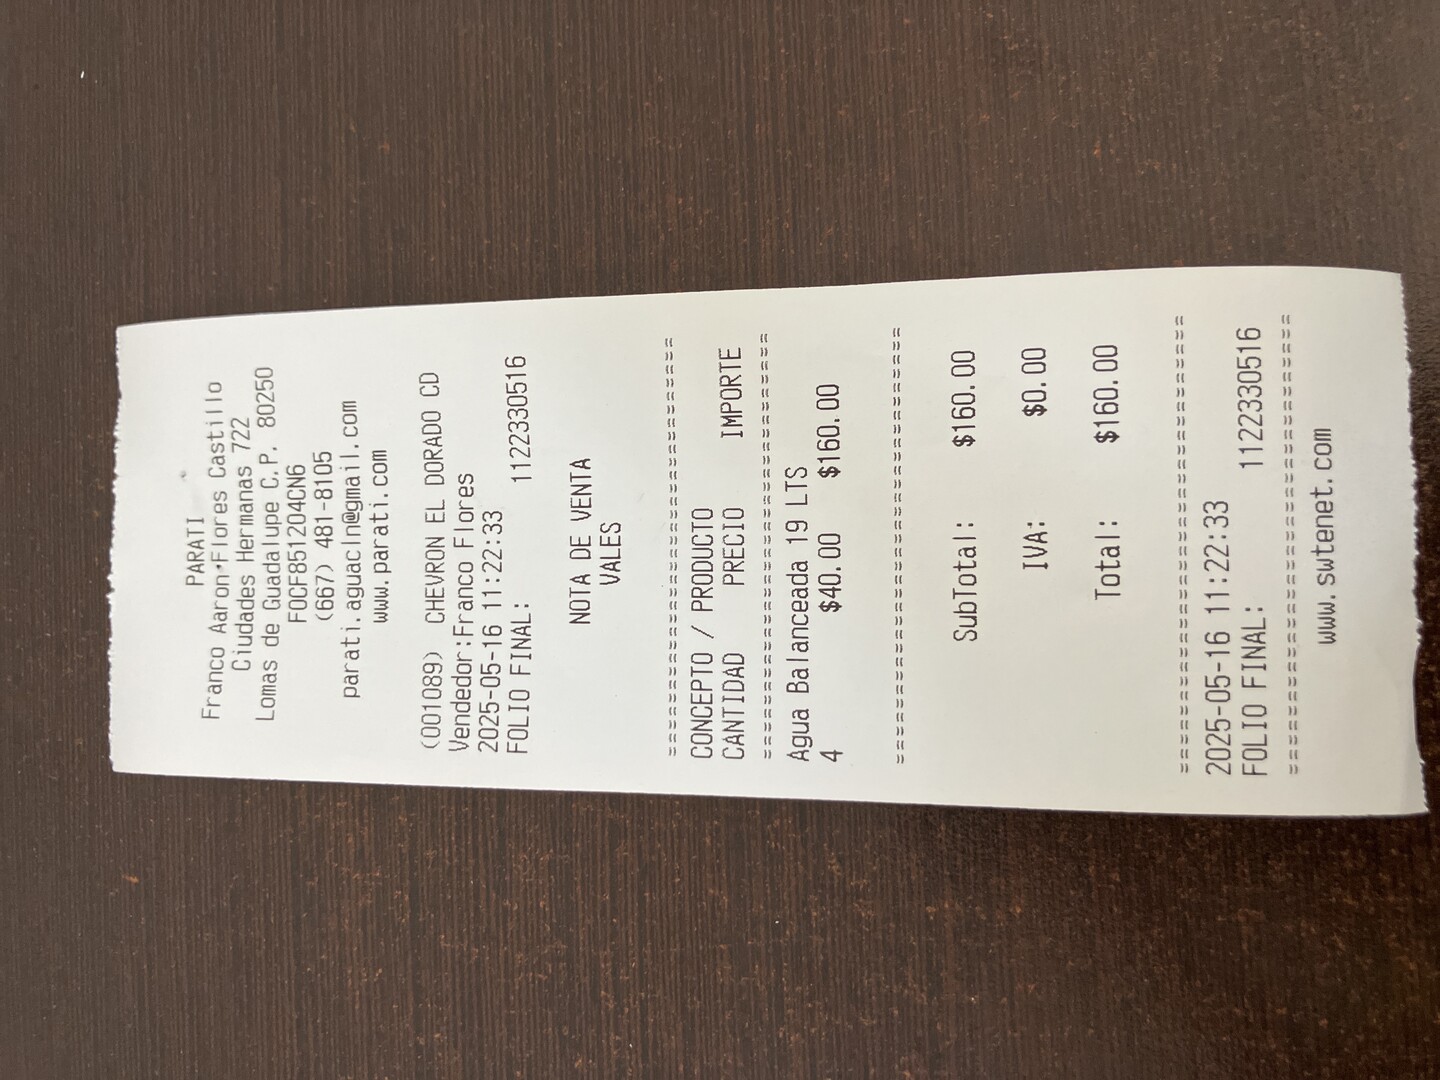 PARATI
Franco Aaron Flores Castillo
Ciudades Hermanas 722
Lomas de Guadalupe C.P. 80250
FOCF851204CN6
(667) 481-8105
parati.aguacln@gmail.com
www.parati.com
(001089) CHEVRON EL DORADO CD
Vendedor:Franco Flores
2025-05-16 11:22:33
FOLIO FINAL: 1122330516
NOTA DE VENTA
VALES
==============================
CONCEPTO / PRODUCTO
CANTIDAD PRECIO IMPORTE
==============================
Agua Balanceada 19 LTS
4 $40.00 $160.00
==============================
SubTotal: $160.00
IVA: $0.00
Total: $160.00
==============================
2025-05-16 11:22:33
FOLIO FINAL: 1122330516
==============================
www.swtenet.com